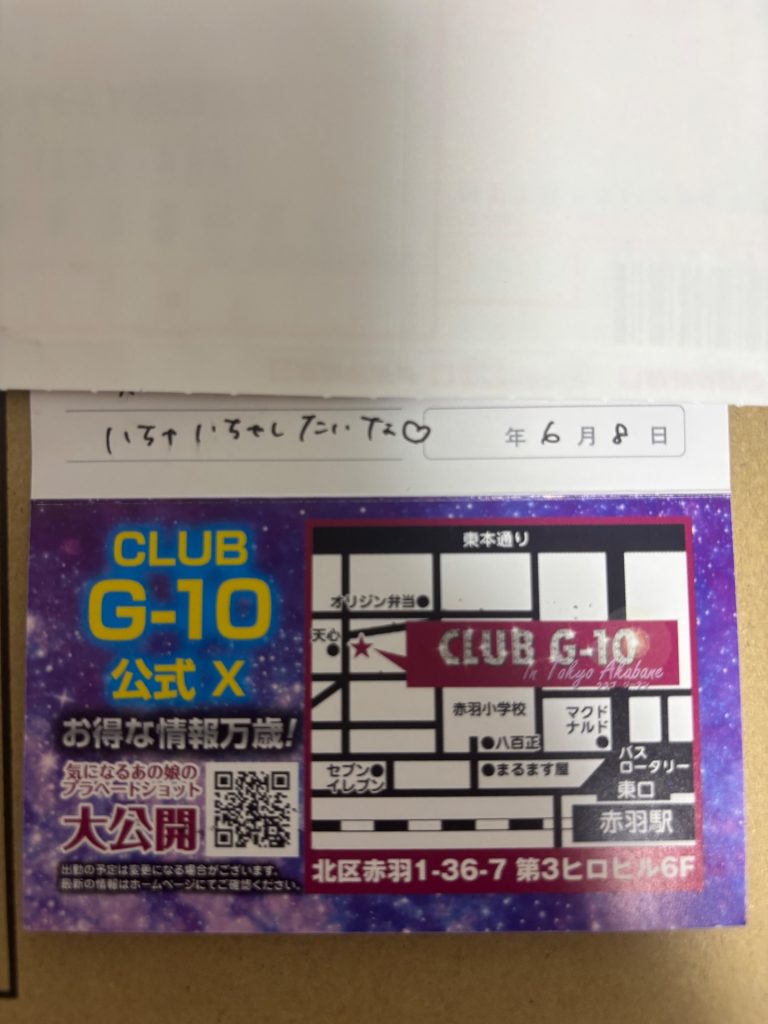 いちゃいちゃしたいな♡
年 6 月 8 日
CLUB
G-10
公式 X
お得な情報万歳!
気になるあの娘の
プラベートショット
大公開
出勤の予定は変更になる場合がございます。
最新の情報はホームページにてご確認ください。
東本通り
オリジン弁当
天心
CLUB G-10
In Tokyo Akabane
赤羽小学校
マクド
ナルド
八百正
バス
ロータリー
セブン
イレブン
まるます屋
東口
赤羽駅
北区赤羽1-36-7 第3ヒロビル6F